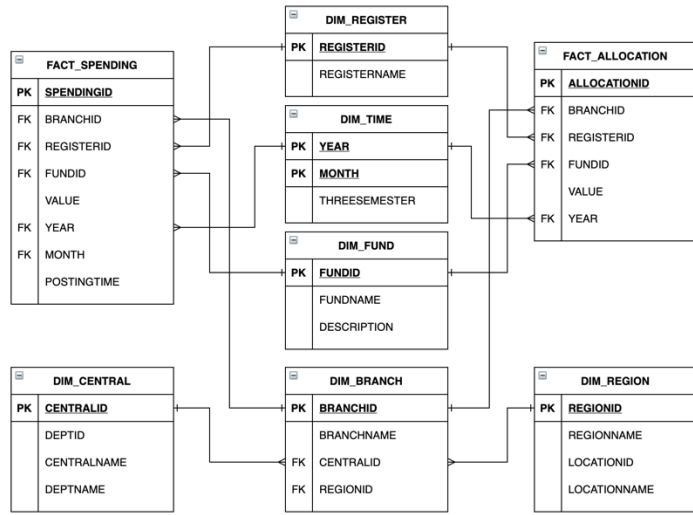 DIM_REGISTER
PK REGISTERID
REGISTERNAME
FACT_SPENDING
PK SPENDINGID
FK BRANCHID
FK REGISTERID
FK FUNDID
VALUE
FK YEAR
FK MONTH
POSTINGTIME
DIM_TIME
PK YEAR
PK MONTH
THREESEMESTER
FACT_ALLOCATION
PK ALLOCATIONID
FK BRANCHID
FK REGISTERID
FK FUNDID
VALUE
FK YEAR
DIM_FUND
PK FUNDID
FUNDNAME
DESCRIPTION
DIM_CENTRAL
PK CENTRALID
DEPTID
CENTRALNAME
DEPTNAME
DIM_BRANCH
PK BRANCHID
BRANCHNAME
FK CENTRALID
FK REGIONID
DIM_REGION
PK REGIONID
REGIONNAME
LOCATIONID
LOCATIONNAME